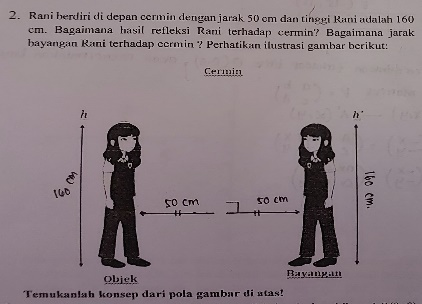 2. Rani berdiri di depan cermin dengan jarak 50 cm dan tinggi Rani adalah 160
cm. Bagaimana hasil refleksi Rani terhadap cermin? Bagaimana jarak
bayangan Rani terhadap cermin ? Perhatikan ilustrasi gambar berikut:
Cermin
h
h'
160 cm
50 cm
50 cm
160 cm.
Objek
Bayangan
Temukanlah konsep dari pola gambar di atas!